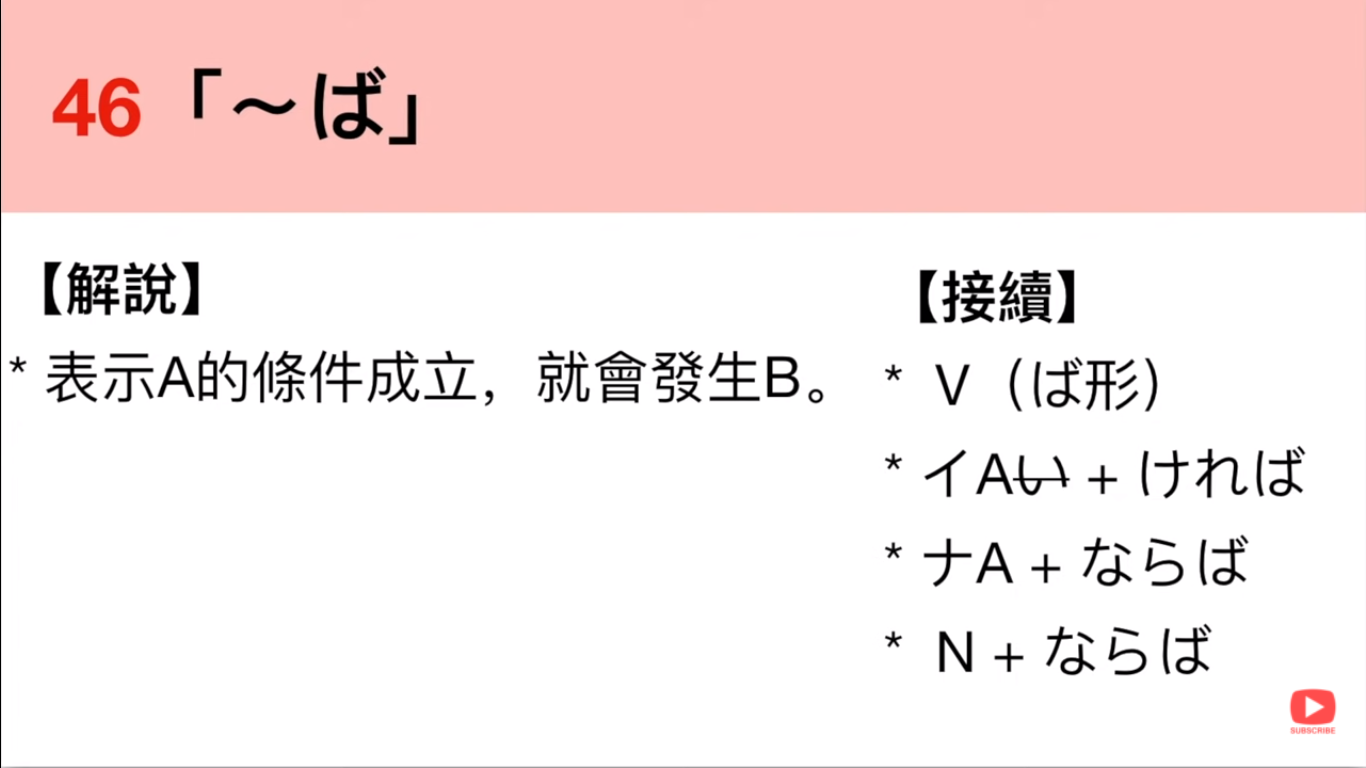 46「～ば」
【解說】
* 表示A的條件成立，就會發生B。
【接續】
* V（ば形）
* イAい + ければ
* ナA + ならば
* N + ならば
SUBSCRIBE